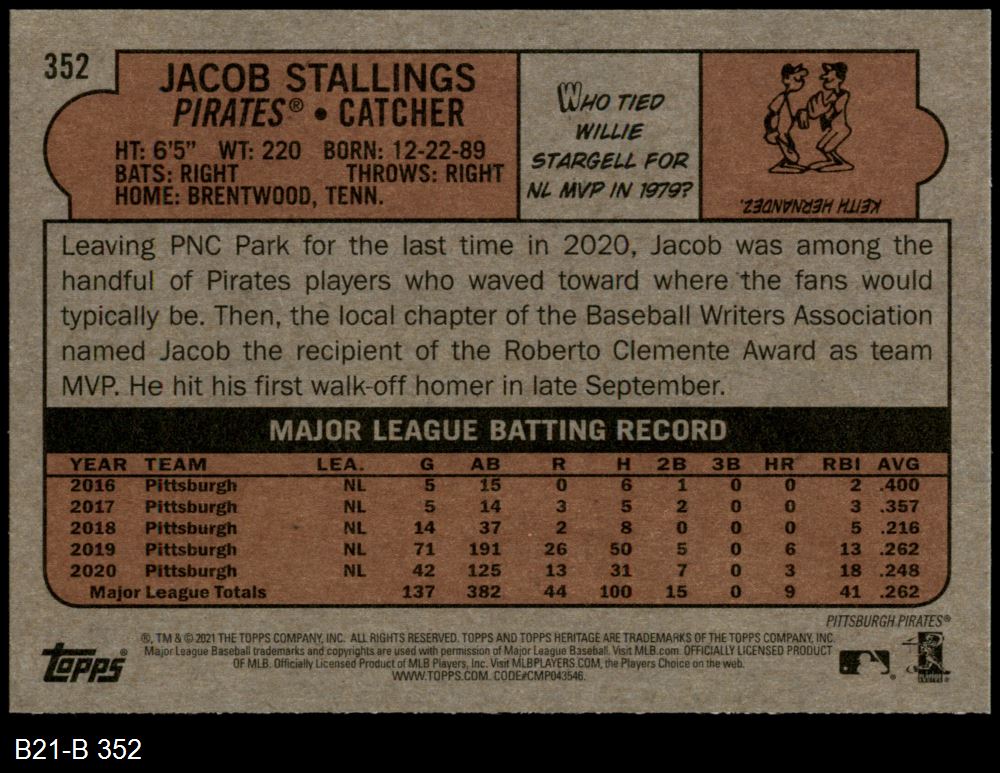 352
JACOB STALLINGS
PIRATES® • CATCHER
HT: 6'5" WT: 220 BORN: 12-22-89
BATS: RIGHT THROWS: RIGHT
HOME: BRENTWOOD, TENN.
WHO TIED
WILLIE
STARGELL FOR
NL MVP IN 1979?
KEITH HERNANDEZ.
Leaving PNC Park for the last time in 2020, Jacob was among the
handful of Pirates players who waved toward where the fans would
typically be. Then, the local chapter of the Baseball Writers Association
named Jacob the recipient of the Roberto Clemente Award as team
MVP. He hit his first walk-off homer in late September.
MAJOR LEAGUE BATTING RECORD
YEAR TEAM LEA. G AB R H 2B 3B HR RBI AVG
2016 Pittsburgh NL 5 15 0 6 1 0 0 2 .400
2017 Pittsburgh NL 5 14 3 5 2 0 0 3 .357
2018 Pittsburgh NL 14 37 2 8 0 0 0 5 .216
2019 Pittsburgh NL 71 191 26 50 5 0 6 13 .262
2020 Pittsburgh NL 42 125 13 31 7 0 3 18 .248
Major League Totals 137 382 44 100 15 0 9 41 .262
PITTSBURGH PIRATES®
Topps®
®, TM & © 2021 THE TOPPS COMPANY, INC. ALL RIGHTS RESERVED. TOPPS AND TOPPS HERITAGE ARE TRADEMARKS OF THE TOPPS COMPANY, INC.
Major League Baseball trademarks and copyrights are used with permission of Major League Baseball. Visit MLB.com. OFFICIALLY LICENSED PRODUCT
OF MLB. Officially Licensed Product of MLB Players, Inc. Visit MLBPLAYERS.COM, the Players Choice on the web.
WWW.TOPPS.COM. CODE#CMP043546.
B21-B 352